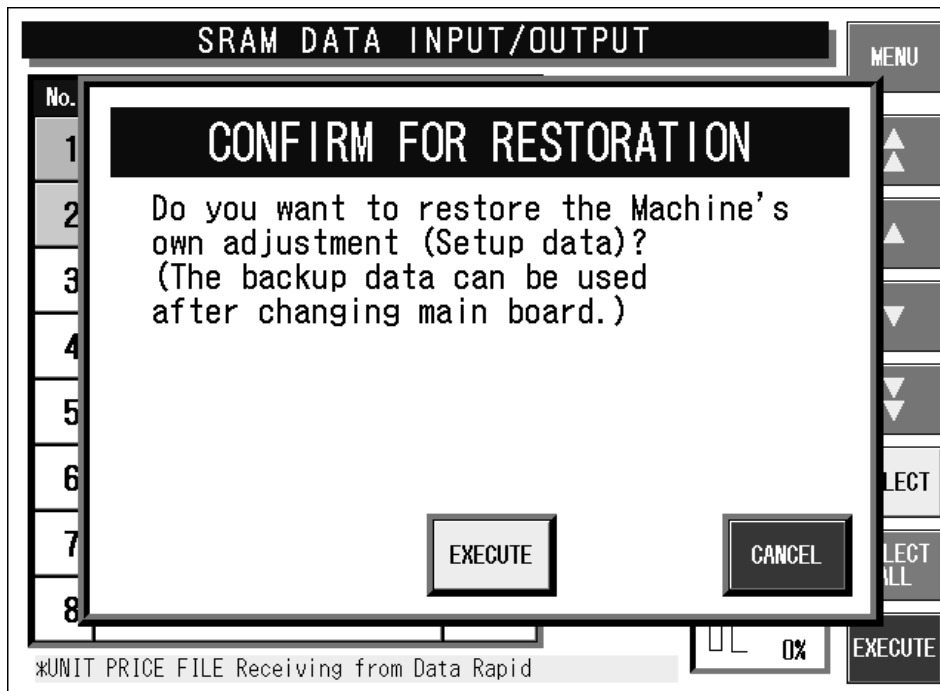 SRAM DATA INPUT/OUTPUT
MENU
No.
1
2
3
4
5
6
7
8
CONFIRM FOR RESTORATION
Do you want to restore the Machine's
own adjustment (Setup data)?
(The backup data can be used
after changing main board.)
EXECUTE
CANCEL
LECT
LECT
ALL
EXECUTE
0%
*UNIT PRICE FILE Receiving from Data Rapid